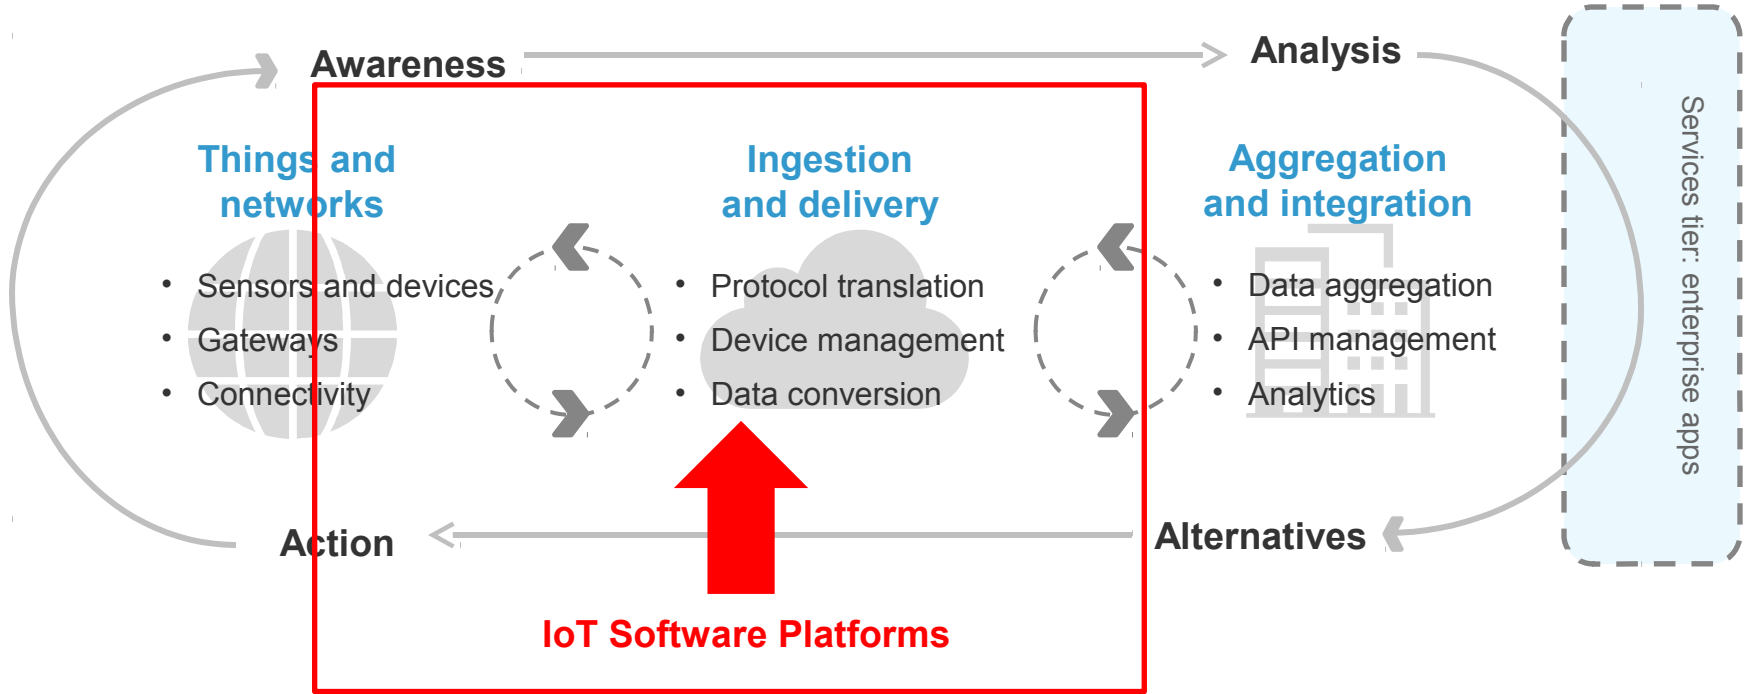 Awareness
Analysis
Things and
networks
• Sensors and devices
• Gateways
• Connectivity
Ingestion
and delivery
• Protocol translation
• Device management
• Data conversion
Aggregation
and integration
• Data aggregation
• API management
• Analytics
Services tier: enterprise apps
Action
Alternatives
IoT Software Platforms